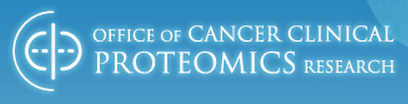 OFFICE OF CANCER CLINICAL
PROTEOMICS RESEARCH